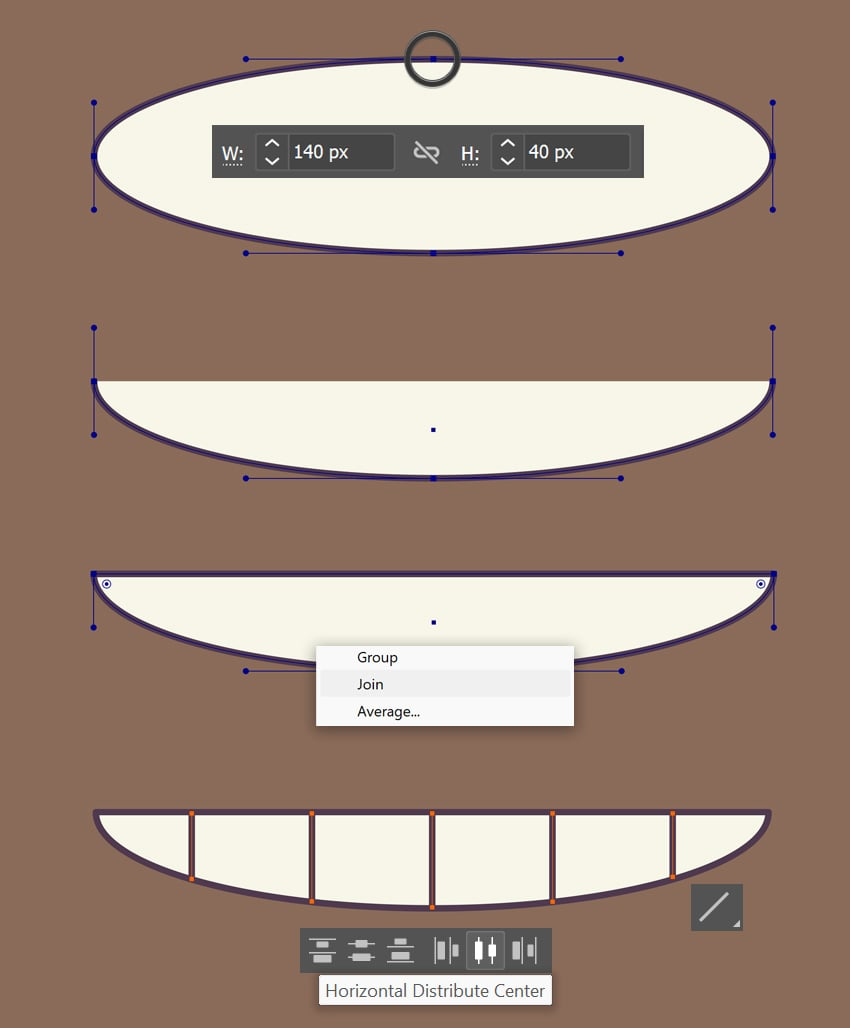 W: 140 px H: 40 px
Group
Join
Average...
Horizontal Distribute Center